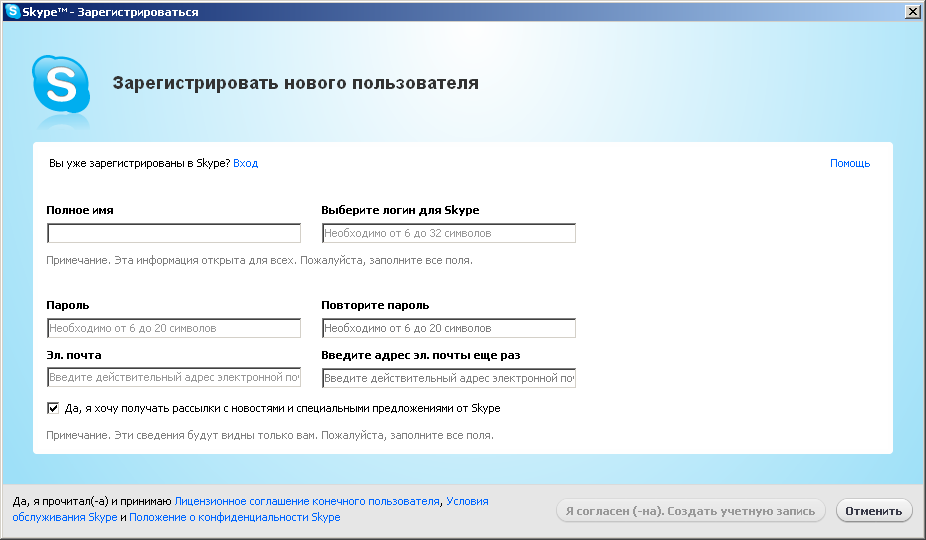 Skype™ - Зарегистрироваться
S
Зарегистрировать нового пользователя
Вы уже зарегистрированы в Skype? Вход
Помощь
Полное имя
Выберите логин для Skype
Необходимо от 6 до 32 символов
Примечание. Эта информация открыта для всех. Пожалуйста, заполните все поля.
Пароль
Повторите пароль
Необходимо от 6 до 20 символов
Необходимо от 6 до 20 символов
Эл. почта
Введите адрес эл. почты еще раз
Введите действительный адрес электронной поч
Введите действительный адрес электронной поч
Да, я хочу получать рассылки с новостями и специальными предложениями от Skype
Примечание. Эти сведения будут видны только вам. Пожалуйста, заполните все поля.
Да, я прочитал(-а) и принимаю Лицензионное соглашение конечного пользователя, Условия
обслуживания Skype и Положение о конфиденциальности Skype
Я согласен (-на). Создать учетную запись
Отменить